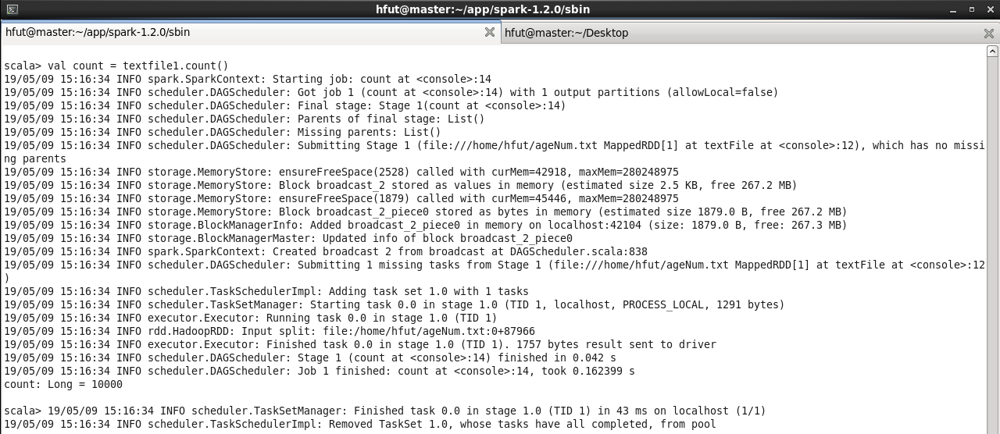 hfut@master:~/app/spark-1.2.0/sbin
hfut@master:~/app/spark-1.2.0/sbin
hfut@master:~/Desktop
scala> val count = textfile1.count()
19/05/09 15:16:34 INFO spark.SparkContext: Starting job: count at <console>:14
19/05/09 15:16:34 INFO scheduler.DAGScheduler: Got job 1 (count at <console>:14) with 1 output partitions (allowLocal=false)
19/05/09 15:16:34 INFO scheduler.DAGScheduler: Final stage: Stage 1(count at <console>:14)
19/05/09 15:16:34 INFO scheduler.DAGScheduler: Parents of final stage: List()
19/05/09 15:16:34 INFO scheduler.DAGScheduler: Missing parents: List()
19/05/09 15:16:34 INFO scheduler.DAGScheduler: Submitting Stage 1 (file:///home/hfut/ageNum.txt MappedRDD[1] at textFile at <console>:12), which has no missi
ng parents
19/05/09 15:16:34 INFO storage.MemoryStore: ensureFreeSpace(2528) called with curMem=42918, maxMem=280248975
19/05/09 15:16:34 INFO storage.MemoryStore: Block broadcast_2 stored as values in memory (estimated size 2.5 KB, free 267.2 MB)
19/05/09 15:16:34 INFO storage.MemoryStore: ensureFreeSpace(1879) called with curMem=45446, maxMem=280248975
19/05/09 15:16:34 INFO storage.MemoryStore: Block broadcast_2_piece0 stored as bytes in memory (estimated size 1879.0 B, free 267.2 MB)
19/05/09 15:16:34 INFO storage.BlockManagerInfo: Added broadcast_2_piece0 in memory on localhost:42104 (size: 1879.0 B, free: 267.3 MB)
19/05/09 15:16:34 INFO storage.BlockManagerMaster: Updated info of block broadcast_2_piece0
19/05/09 15:16:34 INFO spark.SparkContext: Created broadcast 2 from broadcast at DAGScheduler.scala:838
19/05/09 15:16:34 INFO scheduler.DAGScheduler: Submitting 1 missing tasks from Stage 1 (file:///home/hfut/ageNum.txt MappedRDD[1] at textFile at <console>:12
)
19/05/09 15:16:34 INFO scheduler.TaskSchedulerImpl: Adding task set 1.0 with 1 tasks
19/05/09 15:16:34 INFO scheduler.TaskSetManager: Starting task 0.0 in stage 1.0 (TID 1, localhost, PROCESS_LOCAL, 1291 bytes)
19/05/09 15:16:34 INFO executor.Executor: Running task 0.0 in stage 1.0 (TID 1)
19/05/09 15:16:34 INFO rdd.HadoopRDD: Input split: file:/home/hfut/ageNum.txt:0+87966
19/05/09 15:16:34 INFO executor.Executor: Finished task 0.0 in stage 1.0 (TID 1). 1757 bytes result sent to driver
19/05/09 15:16:34 INFO scheduler.DAGScheduler: Stage 1 (count at <console>:14) finished in 0.042 s
19/05/09 15:16:34 INFO scheduler.DAGScheduler: Job 1 finished: count at <console>:14, took 0.162399 s
count: Long = 10000
scala> 19/05/09 15:16:34 INFO scheduler.TaskSetManager: Finished task 0.0 in stage 1.0 (TID 1) in 43 ms on localhost (1/1)
19/05/09 15:16:34 INFO scheduler.TaskSchedulerImpl: Removed TaskSet 1.0, whose tasks have all completed, from pool